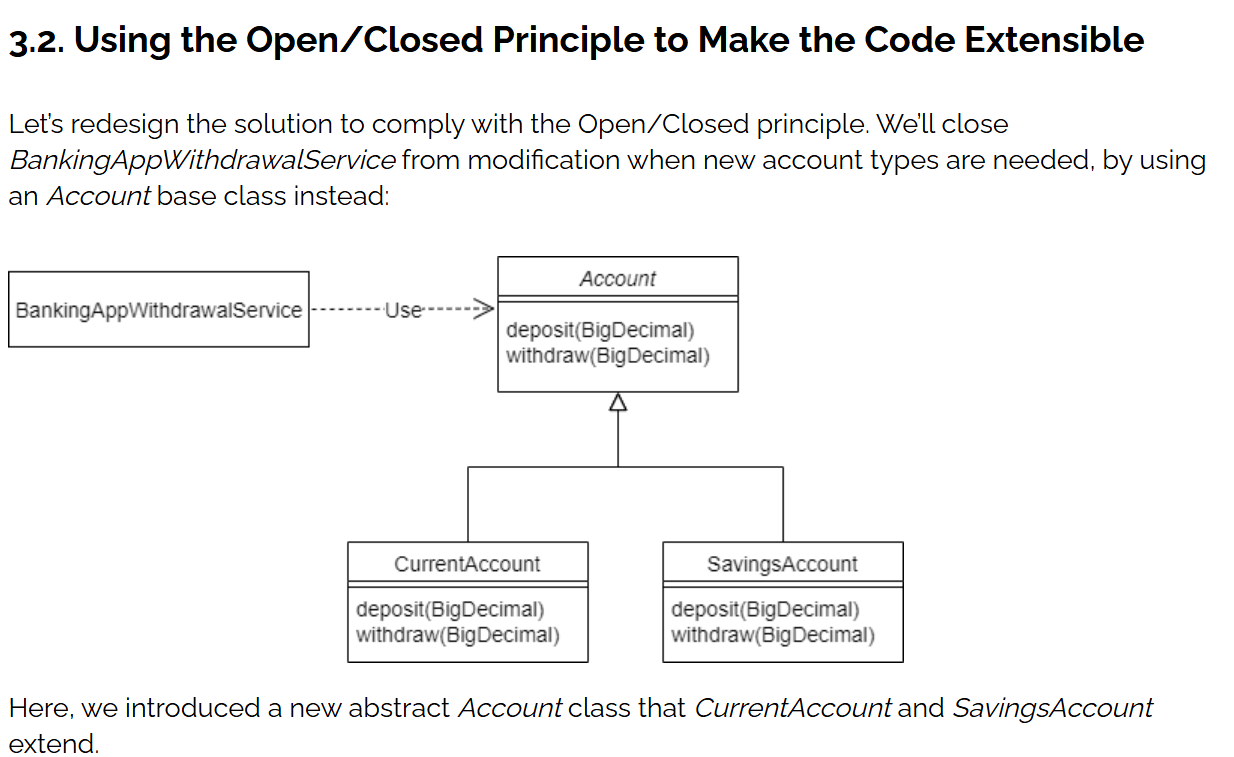 3.2. Using the Open/Closed Principle to Make the Code Extensible
Let's redesign the solution to comply with the Open/Closed principle. We'll close
BankingAppWithdrawalService from modification when new account types are needed, by using
an Account base class instead:
Account
BankingAppWithdrawalService
Use
deposit(BigDecimal)
withdraw(BigDecimal)
CurrentAccount
deposit(BigDecimal)
withdraw(BigDecimal)
SavingsAccount
deposit(BigDecimal)
withdraw(BigDecimal)
Here, we introduced a new abstract Account class that CurrentAccount and SavingsAccount
extend.